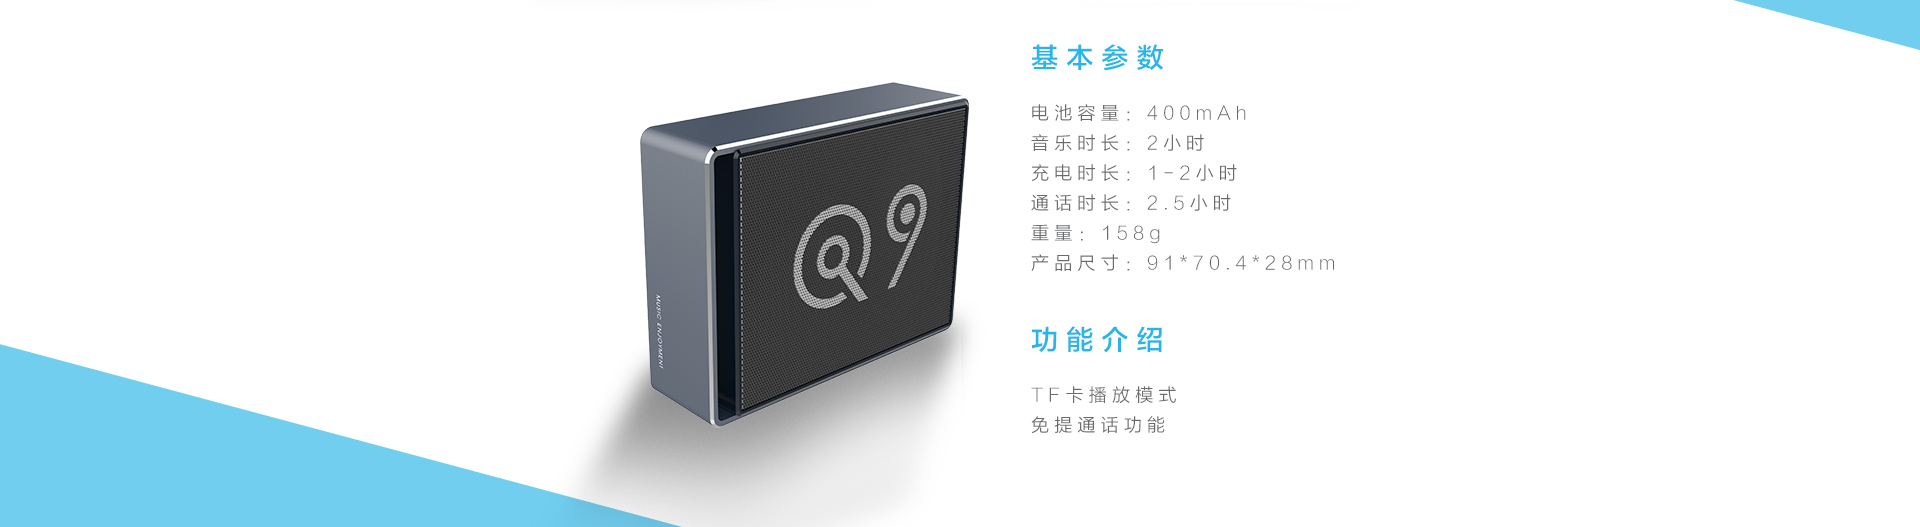 基本参数
电池容量：400mAh
音乐时长：2小时
充电时长：1-2小时
通话时长：2.5小时
重量：158g
产品尺寸：91*70.4*28mm
Q9
MUSIC ENJOYMENT
功能介绍
TF卡播放模式
免提通话功能